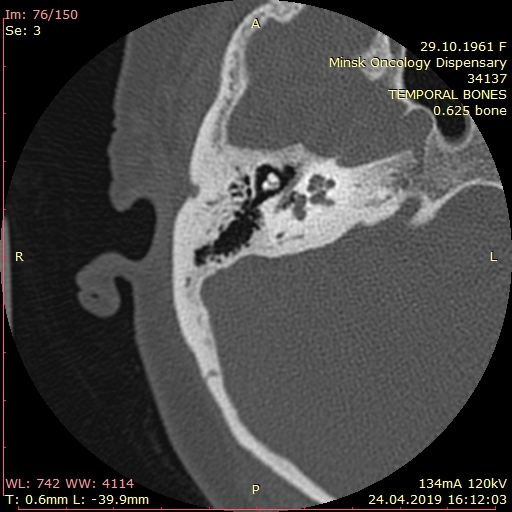 Im: 76/150
Se: 3
A
29.10.1961 F
Minsk Oncology Dispensary
34137
TEMPORAL BONES
0.625 bone
R
L
WL: 742 WW: 4114
T: 0.6mm L: -39.9mm
P
134mA 120kV
24.04.2019 16:12:03